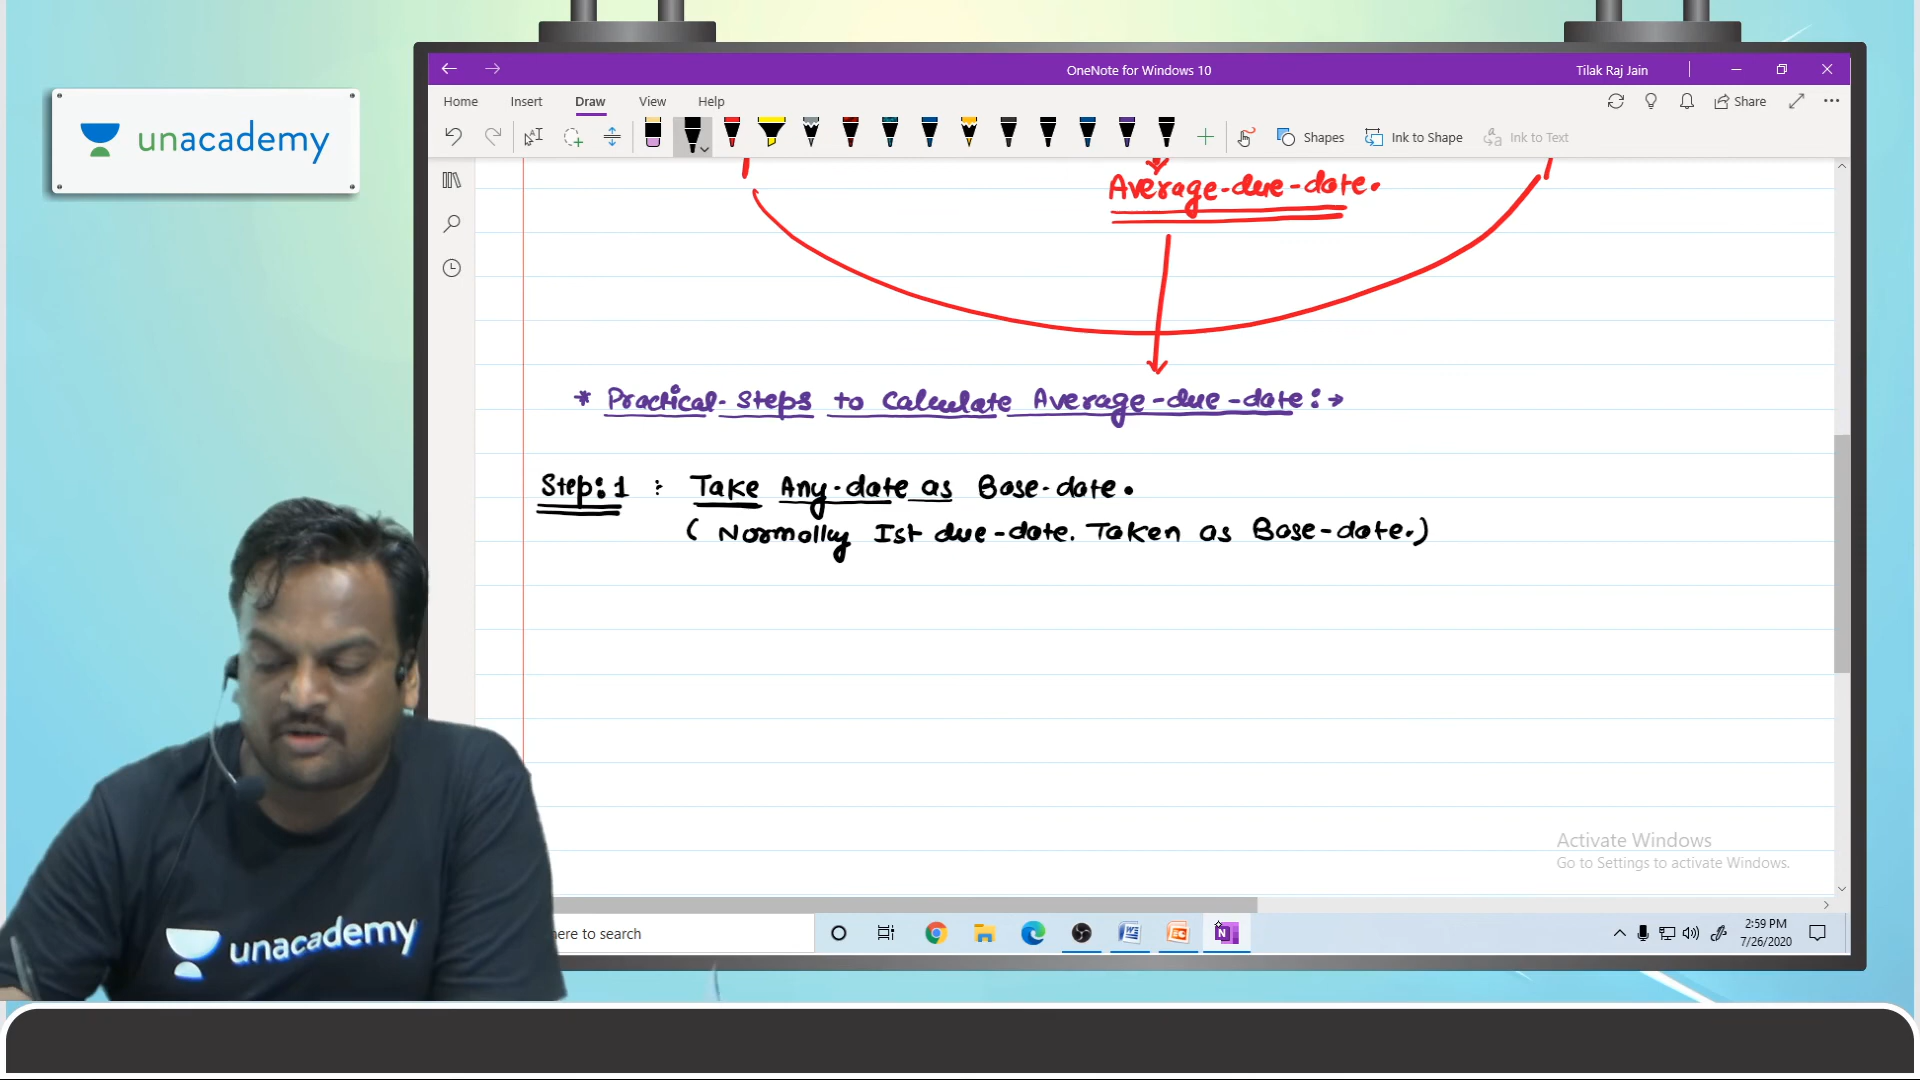 unacademy
OneNote for Windows 10
Tilak Raj Jain
Home Insert Draw View Help
Share
Shapes Ink to Shape Ink to Text
Average-due-date.
* Practical-Steps to Calculate Average-due-date:→
Step:1 : Take Any-date as Base-date.
( Normally Ist due-date. Taken as Base-date.)
Activate Windows
Go to Settings to activate Windows.
here to search
2:59 PM
7/26/2020
unacademy